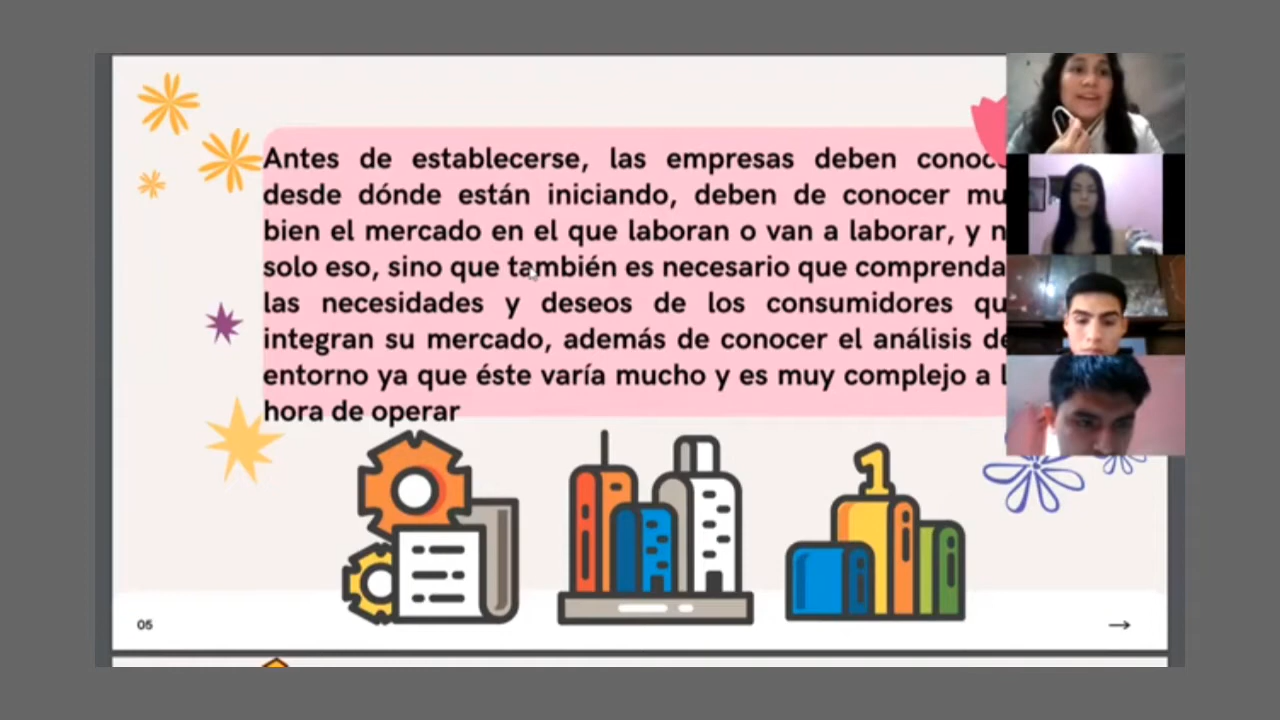 Antes de establecerse, las empresas deben conoc
desde dónde están iniciando, deben de conocer mu
bien el mercado en el que laboran o van a laborar, y n
solo eso, sino que también es necesario que comprenda
las necesidades y deseos de los consumidores qu
integran su mercado, además de conocer el análisis de
entorno ya que éste varía mucho y es muy complejo a l
hora de operar
1
05